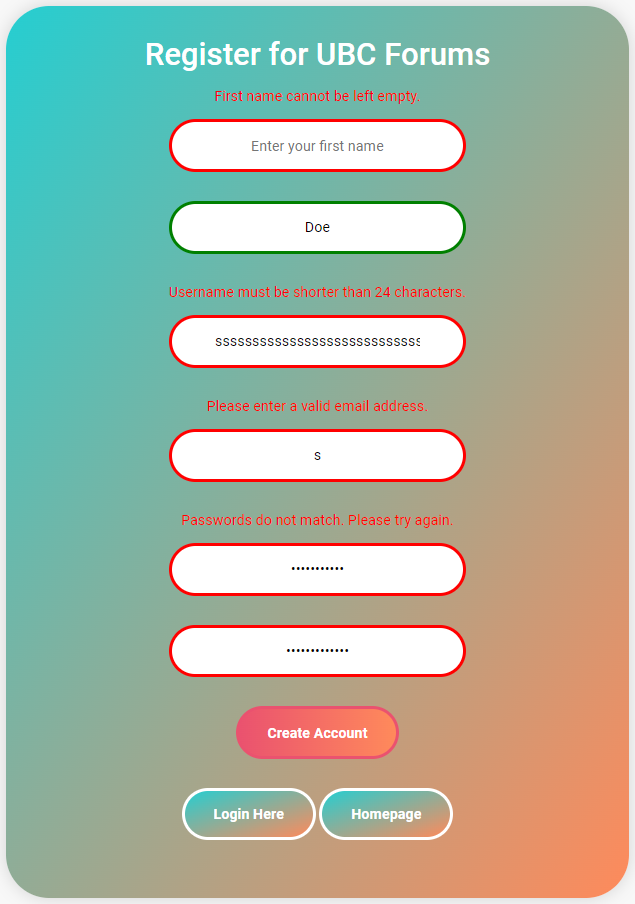 Register for UBC Forums
First name cannot be left empty.
Enter your first name
Doe
Username must be shorter than 24 characters.
ssssssssssssssssssssssssssssss
Please enter a valid email address.
s
Passwords do not match. Please try again.
•••••••••••
•••••••••••••
Create Account
Login Here Homepage